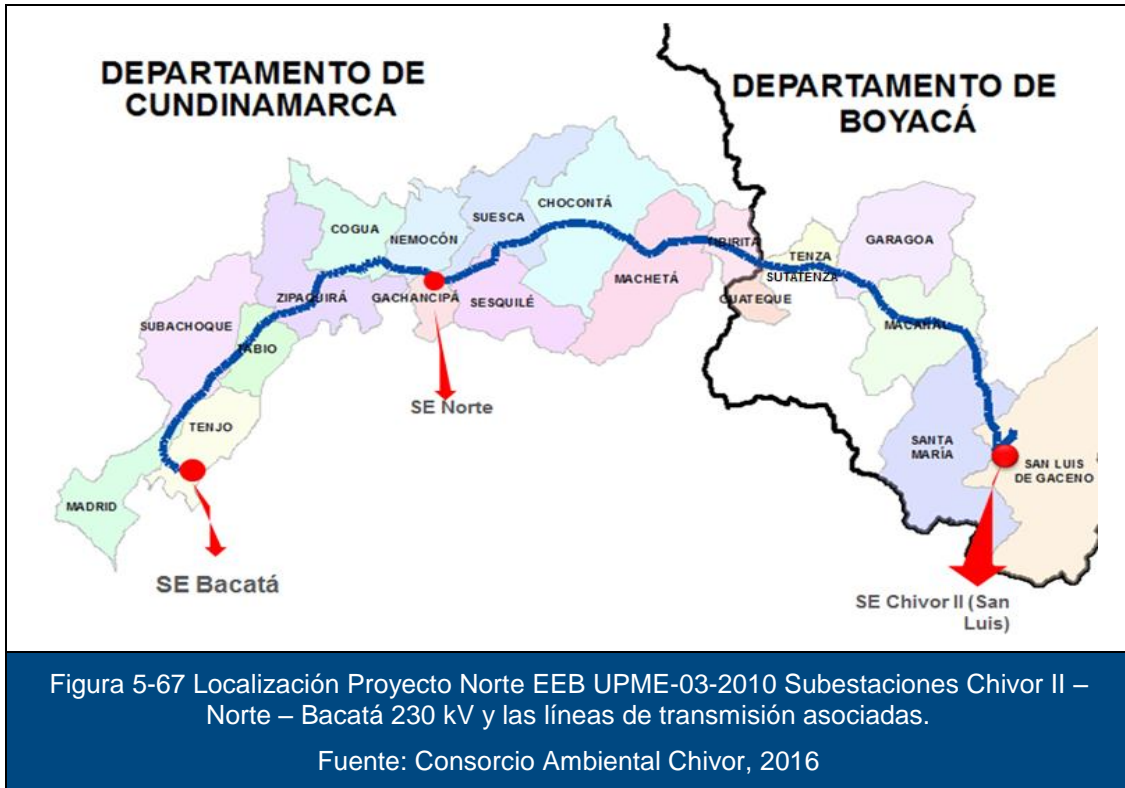 DEPARTAMENTO DE
CUNDINAMARCA
DEPARTAMENTO DE
BOYACÁ
COGUA
NEMOCÓN
SUESCA
CHOCONTÁ
TIBIRITA
TENZA
SUTATENZA
GARAGOA
ZIPAQUIRÁ
GACHANCIPÁ
SESQUILÉ
MACHETÁ
GUATEQUE
MACANAL
SUBACHOQUE
TABIO
TENJO
MADRID
SANTA
MARÍA
SAN LUIS
DE GACENO
SE Norte
SE Bacatá
SE Chivor II (San
Luis)
Figura 5-67 Localización Proyecto Norte EEB UPME-03-2010 Subestaciones Chivor II –
Norte – Bacatá 230 kV y las líneas de transmisión asociadas.
Fuente: Consorcio Ambiental Chivor, 2016